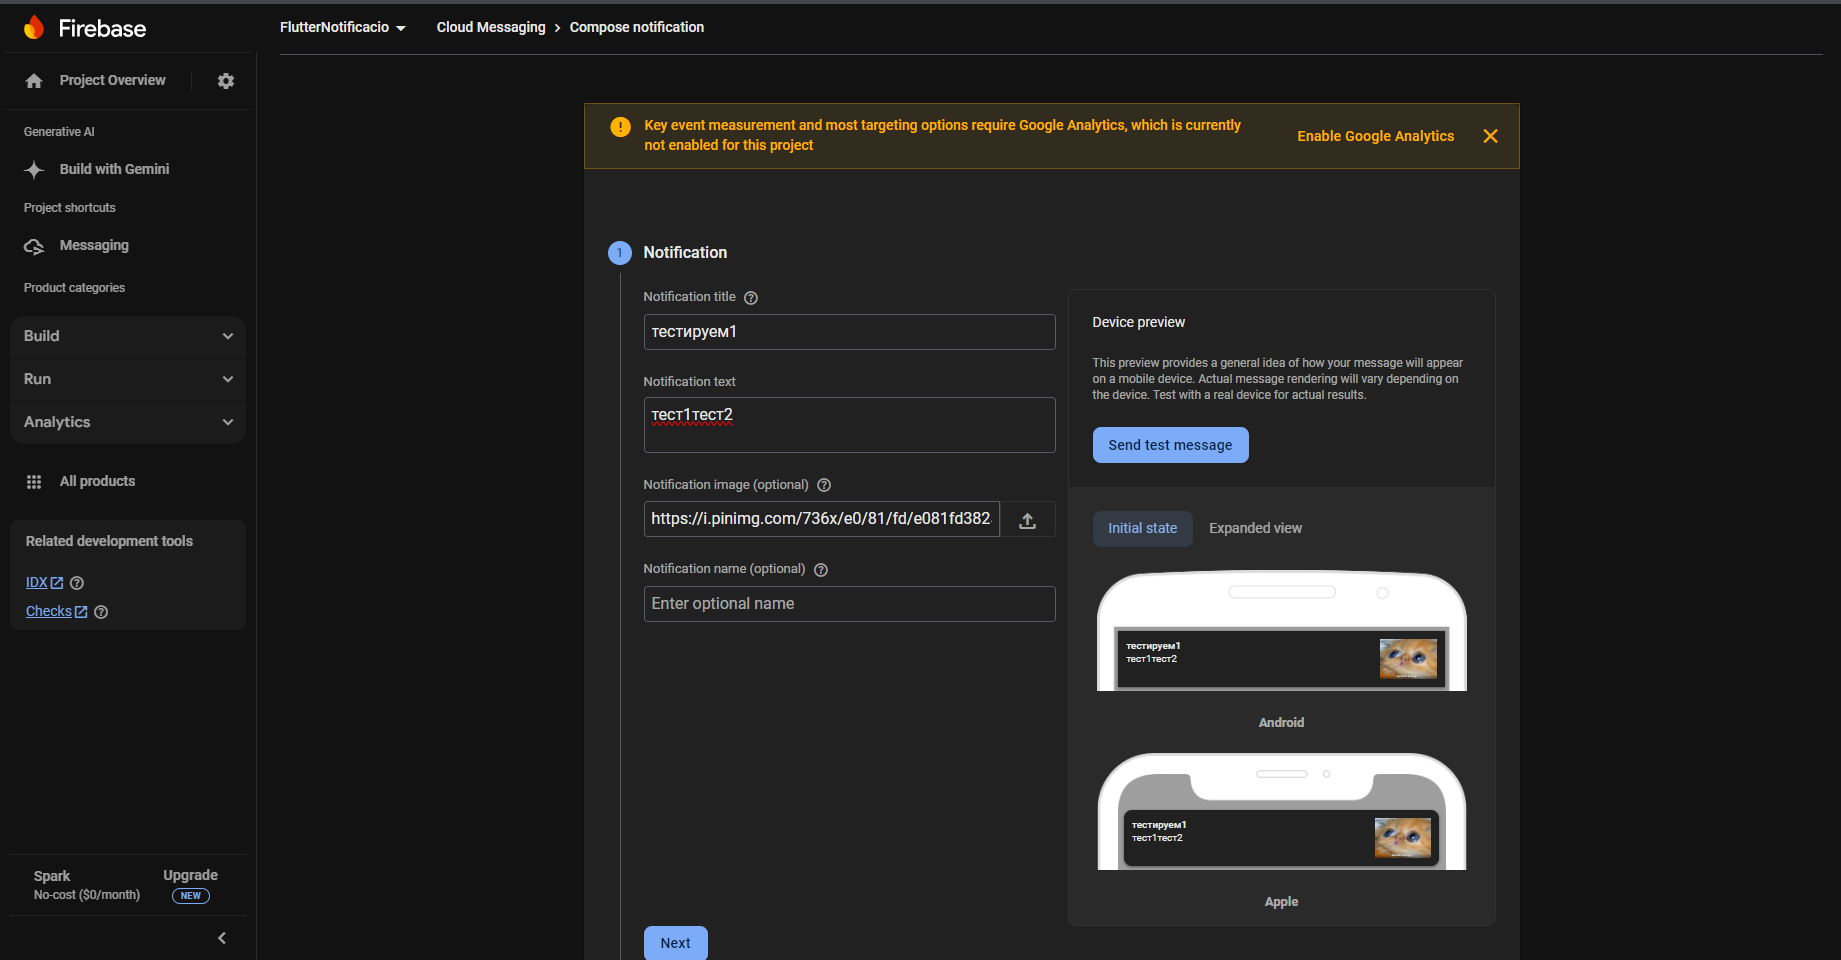 Firebase
FlutterNotificacio
Cloud Messaging > Compose notification
Project Overview
Generative AI
Build with Gemini
Project shortcuts
Messaging
Product categories
Build
Run
Analytics
All products
Related development tools
IDX
Checks
Spark
No-cost ($0/month)
Upgrade
NEW
Key event measurement and most targeting options require Google Analytics, which is currently
not enabled for this project
Enable Google Analytics
1 Notification
Notification title
тестируем1
Notification text
тест1тест2
Notification image (optional)
https://i.pinimg.com/736x/e0/81/fd/e081fd382
Notification name (optional)
Enter optional name
Next
Device preview
This preview provides a general idea of how your message will appear
on a mobile device. Actual message rendering will vary depending on
the device. Test with a real device for actual results.
Send test message
Initial state
Expanded view
тестируем1
тест1тест2
Android
тестируем1
тест1тест2
Apple